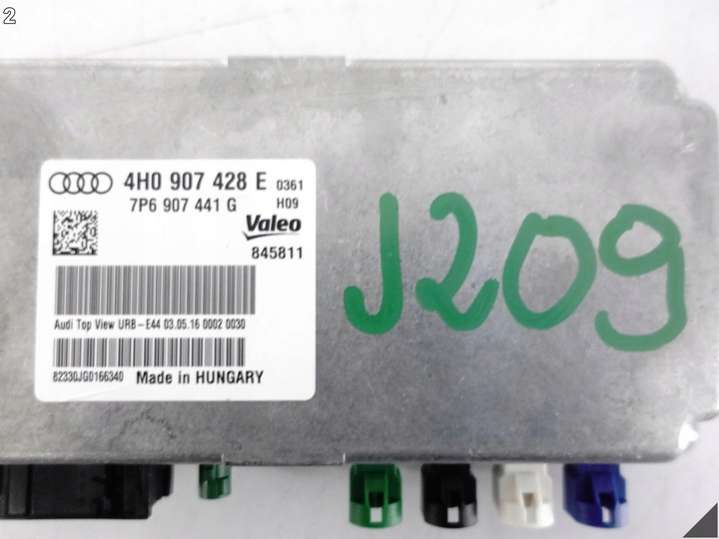 2
4H0 907 428 E 0361
7P6 907 441 G H09
Valeo
845811
Audi Top View URB-E44 03.05.16 0002 0030
82330JG0166340 Made in HUNGARY
J209